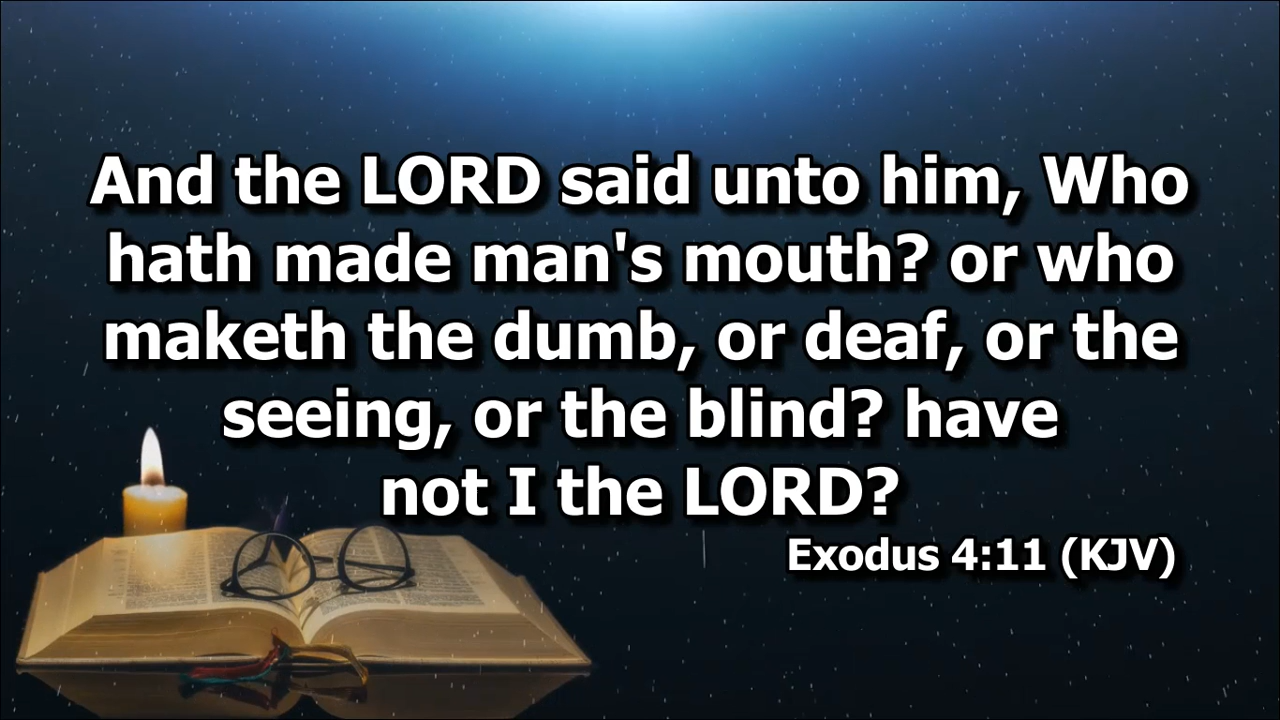 And the LORD said unto him, Who
hath made man's mouth? or who
maketh the dumb, or deaf, or the
seeing, or the blind? have
not I the LORD?
Exodus 4:11 (KJV)